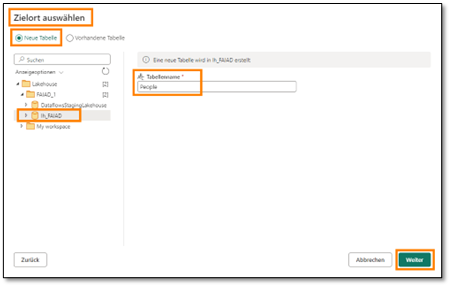 Zielort auswählen
Neue Tabelle Vorhandene Tabelle
Suchen
Anzeigeoptionen
Lakehouse [2]
FAIAD_1 [2]
DataflowsStagingLakehouse
lh_FAIAD
My workspace
Eine neue Tabelle wird in lh_FAIAD erstellt
Tabellenname *
People
Zurück
Abbrechen
Weiter